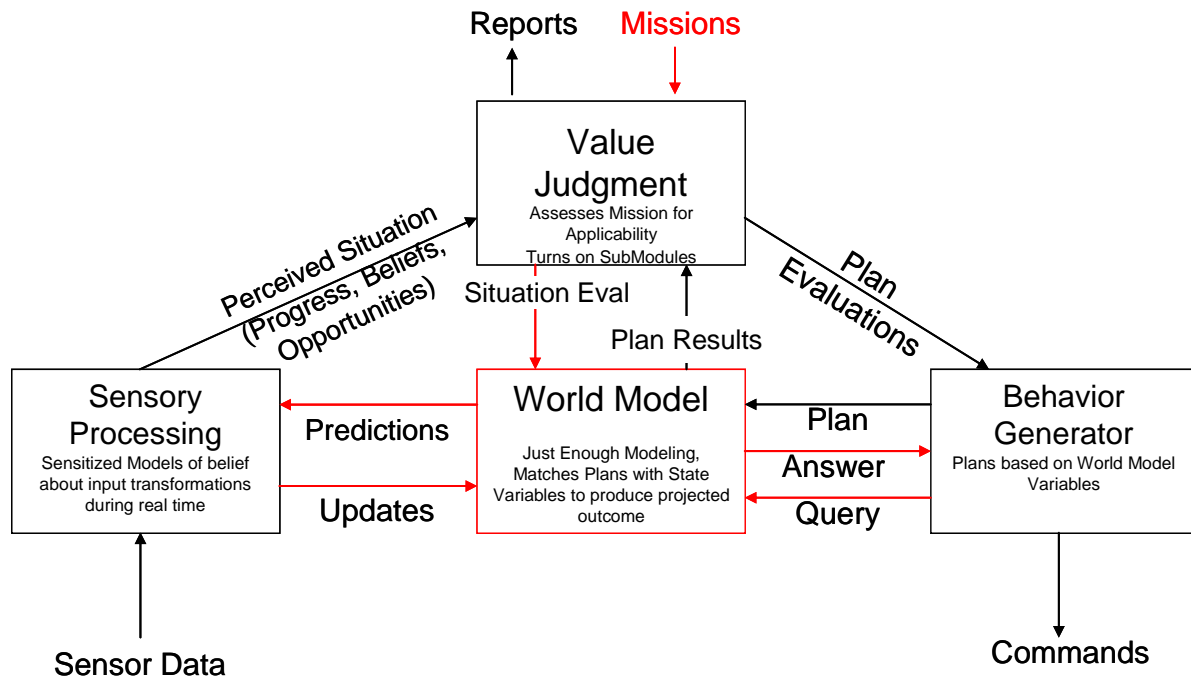 Reports
Missions
Value
Judgment
Assesses Mission for
Applicability
Turns on SubModules
Perceived Situation
(Progress, Beliefs,
Opportunities)
Plan
Evaluations
Situation Eval
Plan Results
Sensory
Processing
Sensitized Models of belief
about input transformations
during real time
Predictions
Updates
World Model
Just Enough Modeling,
Matches Plans with State
Variables to produce projected
outcome
Plan
Answer
Query
Behavior
Generator
Plans based on World Model
Variables
Sensor Data
Commands